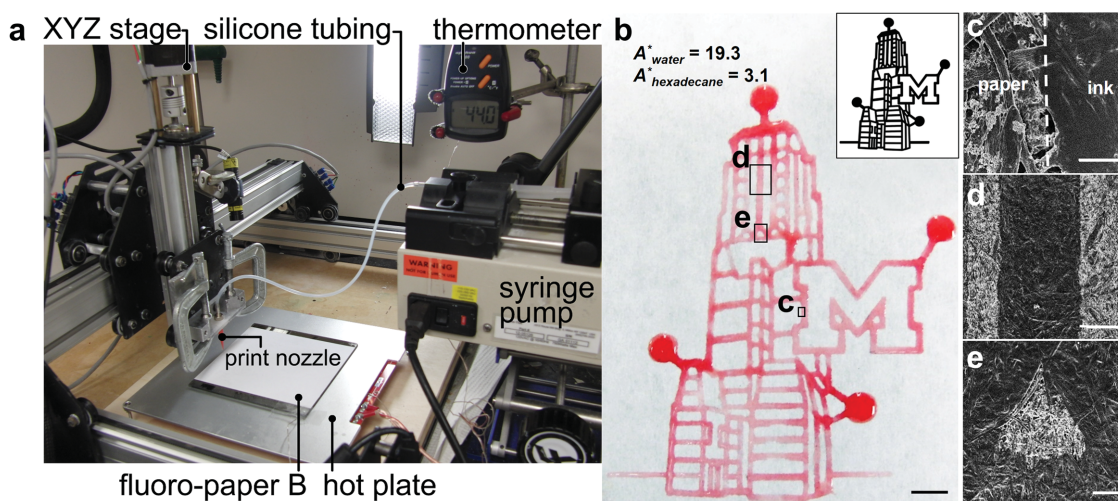 a
XYZ stage
silicone tubing
thermometer
44.0
WARNING
syringe
pump
print nozzle
fluoro-paper B
hot plate
b
A*water = 19.3
A*hexadecane = 3.1
d
e
c
M
M
c
paper
ink
d
e